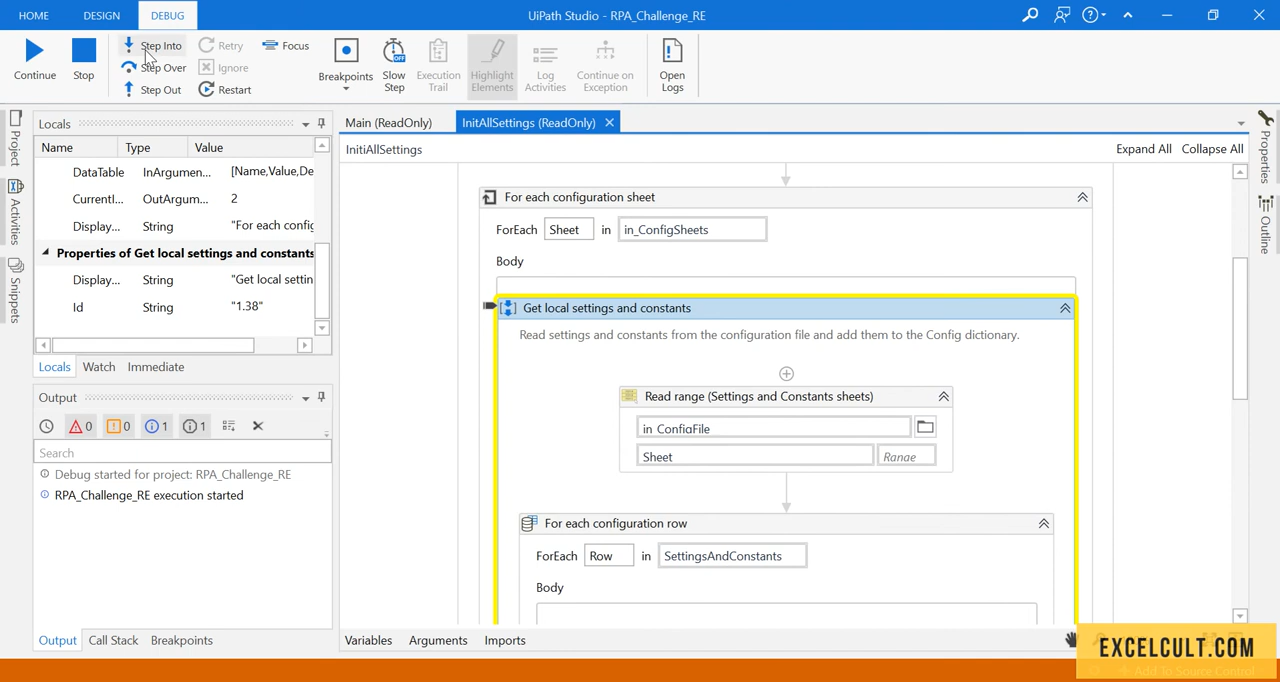 HOME DESIGN DEBUG UiPath Studio - RPA_Challenge_RE
Continue Stop Step Into Step Over Step Out Retry Ignore Restart Focus Breakpoints Slow Step OFF Execution Trail Highlight Elements Log Activities Continue on Exception Open Logs
Project
Activities
Snippets
Locals
Name Type Value
DataTable InArgumen... [Name,Value,De
CurrentI... OutArgum... 2
Display... String "For each config
Properties of Get local settings and constants
Display... String "Get local settin
Id String "1.38"
Locals Watch Immediate
Output
0 0 1 1
Search
Debug started for project: RPA_Challenge_RE
RPA_Challenge_RE execution started
Output Call Stack Breakpoints
Main (ReadOnly) InitAllSettings (ReadOnly)
InitiAllSettings Expand All Collapse All
For each configuration sheet
ForEach Sheet in in_ConfigSheets
Body
Get local settings and constants
Read settings and constants from the configuration file and add them to the Config dictionary.
Read range (Settings and Constants sheets)
in_ConfigFile
Sheet Range
For each configuration row
ForEach Row in SettingsAndConstants
Body
Variables Arguments Imports
Properties
Outline
EXCELCULT.COM
Add To Source Control